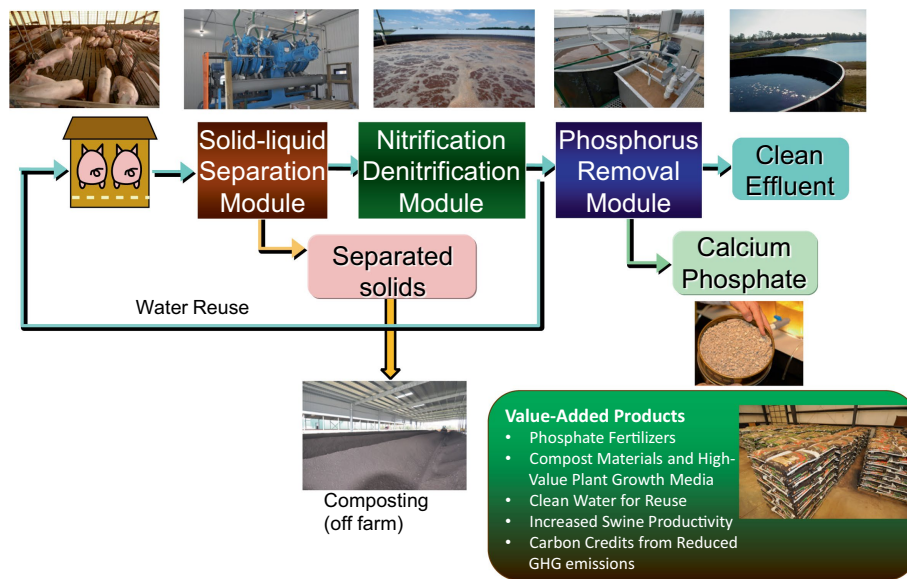 Solid-liquid
Separation
Module
Nitrification
Denitrification
Module
Phosphorus
Removal
Module
Clean
Effluent
Separated
solids
Calcium
Phosphate
Water Reuse
Composting
(off farm)
Value-Added Products
• Phosphate Fertilizers
• Compost Materials and High-
Value Plant Growth Media
• Clean Water for Reuse
• Increased Swine Productivity
• Carbon Credits from Reduced
GHG emissions